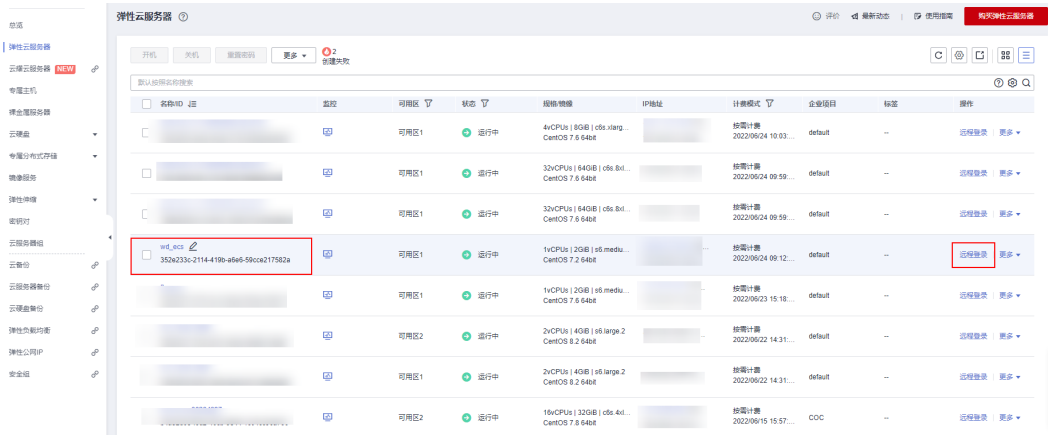 弹性云服务器
评价
最新动态
使用指南
购买弹性云服务器
总览
弹性云服务器
云耀云服务器 NEW
专属主机
裸金属服务器
云硬盘
专属分布式存储
镜像服务
弹性伸缩
密钥对
云服务器组
云备份
云服务器备份
云硬盘备份
弹性负载均衡
弹性公网IP
安全组
开机 关机 重置密码 更多
2
创建失败
默认按照名称搜索
名称/ID 监控 可用区 状态 规格/镜像 IP地址 计费模式 企业项目 标签 操作
可用区1 运行中 4vCPUs | 8GiB | c6s.xlarg... 按需计费 default -- 远程登录 更多
CentOS 7.6 64bit 2022/06/24 10:03:...
可用区1 运行中 32vCPUs | 64GiB | c6s.8xl... 按需计费 default -- 远程登录 更多
CentOS 7.6 64bit 2022/06/24 09:59:...
可用区1 运行中 32vCPUs | 64GiB | c6s.8xl... 按需计费 default -- 远程登录 更多
CentOS 7.6 64bit 2022/06/24 09:59:...
wd_ecs 可用区1 运行中 1vCPUs | 2GiB | s6.mediu... 按需计费 default -- 远程登录 更多
352e233c-2114-419b-a6e6-59cce217582a CentOS 7.2 64bit 2022/06/24 09:12:...
可用区1 运行中 1vCPUs | 2GiB | s6.mediu... 按需计费 default -- 远程登录 更多
CentOS 7.6 64bit 2022/06/23 15:18:...
可用区2 运行中 2vCPUs | 4GiB | s6.large.2 按需计费 default -- 远程登录 更多
CentOS 8.2 64bit 2022/06/22 14:31:...
可用区2 运行中 2vCPUs | 4GiB | s6.large.2 按需计费 default -- 远程登录 更多
CentOS 8.2 64bit 2022/06/22 14:31:...
可用区2 运行中 16vCPUs | 32GiB | c6s.4xl... 按需计费 COC -- 远程登录 更多
CentOS 7.8 64bit 2022/06/15 15:57:...